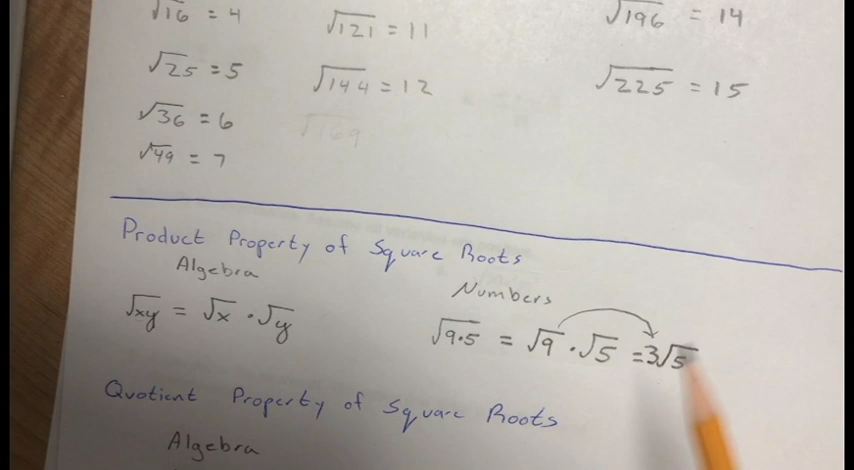 √16 = 4
√25 = 5
√36 = 6
√49 = 7
√121 = 11
√144 = 12
√169
√196 = 14
√225 = 15
Product Property of Square Roots
Algebra
√xy = √x · √y
Numbers
√9·5 = √9 · √5 = 3√5
Quotient Property of Square Roots
Algebra